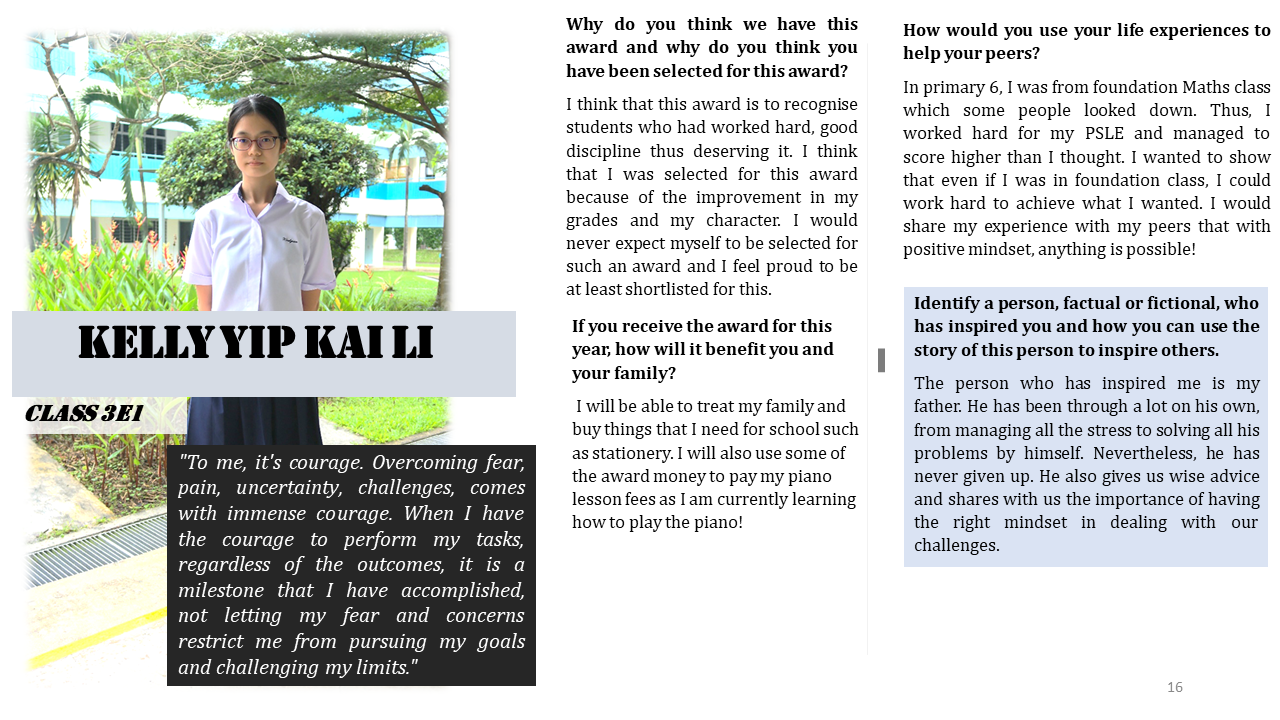 KELLY YIP KAI LI
CLASS 3E1
"To me, it's courage. Overcoming fear,
pain, uncertainty, challenges, comes
with immense courage. When I have
the courage to perform my tasks,
regardless of the outcomes, it is a
milestone that I have accomplished,
not letting my fear and concerns
restrict me from pursuing my goals
and challenging my limits."
Why do you think we have this
award and why do you think you
have been selected for this award?
I think that this award is to recognise
students who had worked hard, good
discipline thus deserving it. I think
that I was selected for this award
because of the improvement in my
grades and my character. I would
never expect myself to be selected for
such an award and I feel proud to be
at least shortlisted for this.
If you receive the award for this
year, how will it benefit you and
your family?
I will be able to treat my family and
buy things that I need for school such
as stationery. I will also use some of
the award money to pay my piano
lesson fees as I am currently learning
how to play the piano!
How would you use your life experiences to
help your peers?
In primary 6, I was from foundation Maths class
which some people looked down. Thus, I
worked hard for my PSLE and managed to
score higher than I thought. I wanted to show
that even if I was in foundation class, I could
work hard to achieve what I wanted. I would
share my experience with my peers that with
positive mindset, anything is possible!
Identify a person, factual or fictional, who
has inspired you and how you can use the
story of this person to inspire others.
The person who has inspired me is my
father. He has been through a lot on his own,
from managing all the stress to solving all his
problems by himself. Nevertheless, he has
never given up. He also gives us wise advice
and shares with us the importance of having
the right mindset in dealing with our
challenges.
16